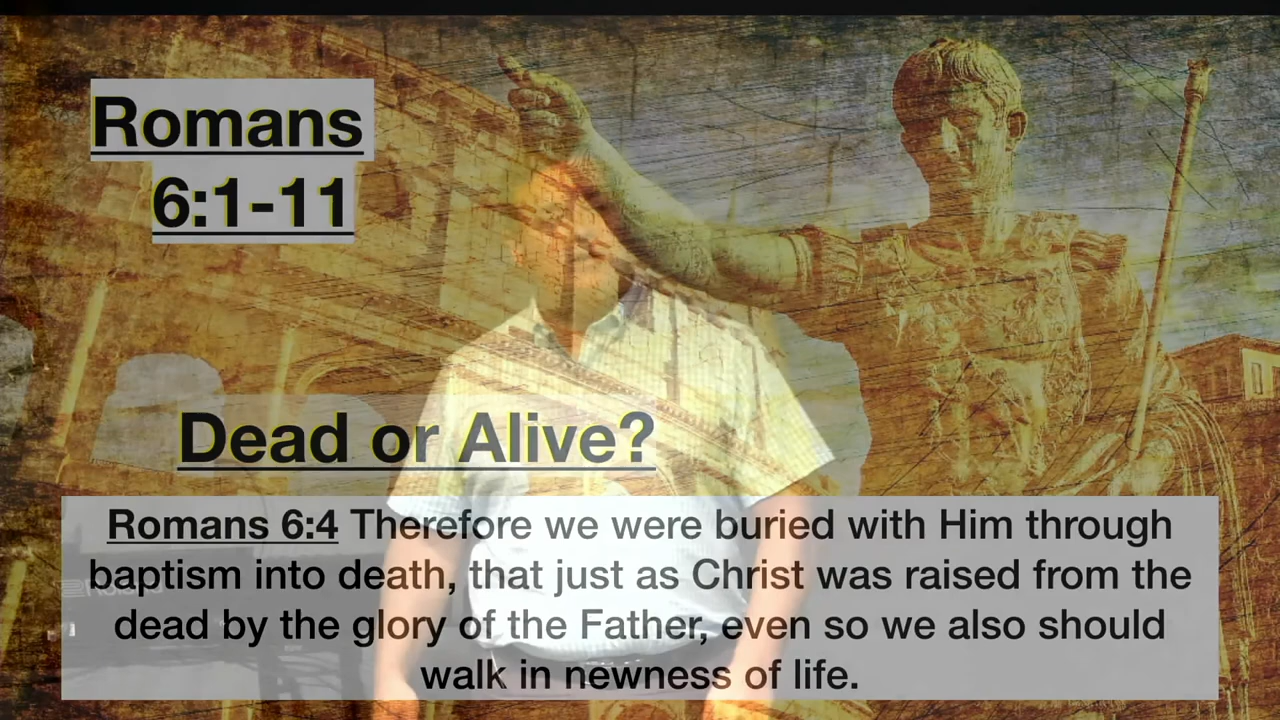 Romans
6:1-11
Dead or Alive?
Romans 6:4 Therefore we were buried with Him through
baptism into death, that just as Christ was raised from the
dead by the glory of the Father, even so we also should
walk in newness of life.
Roland